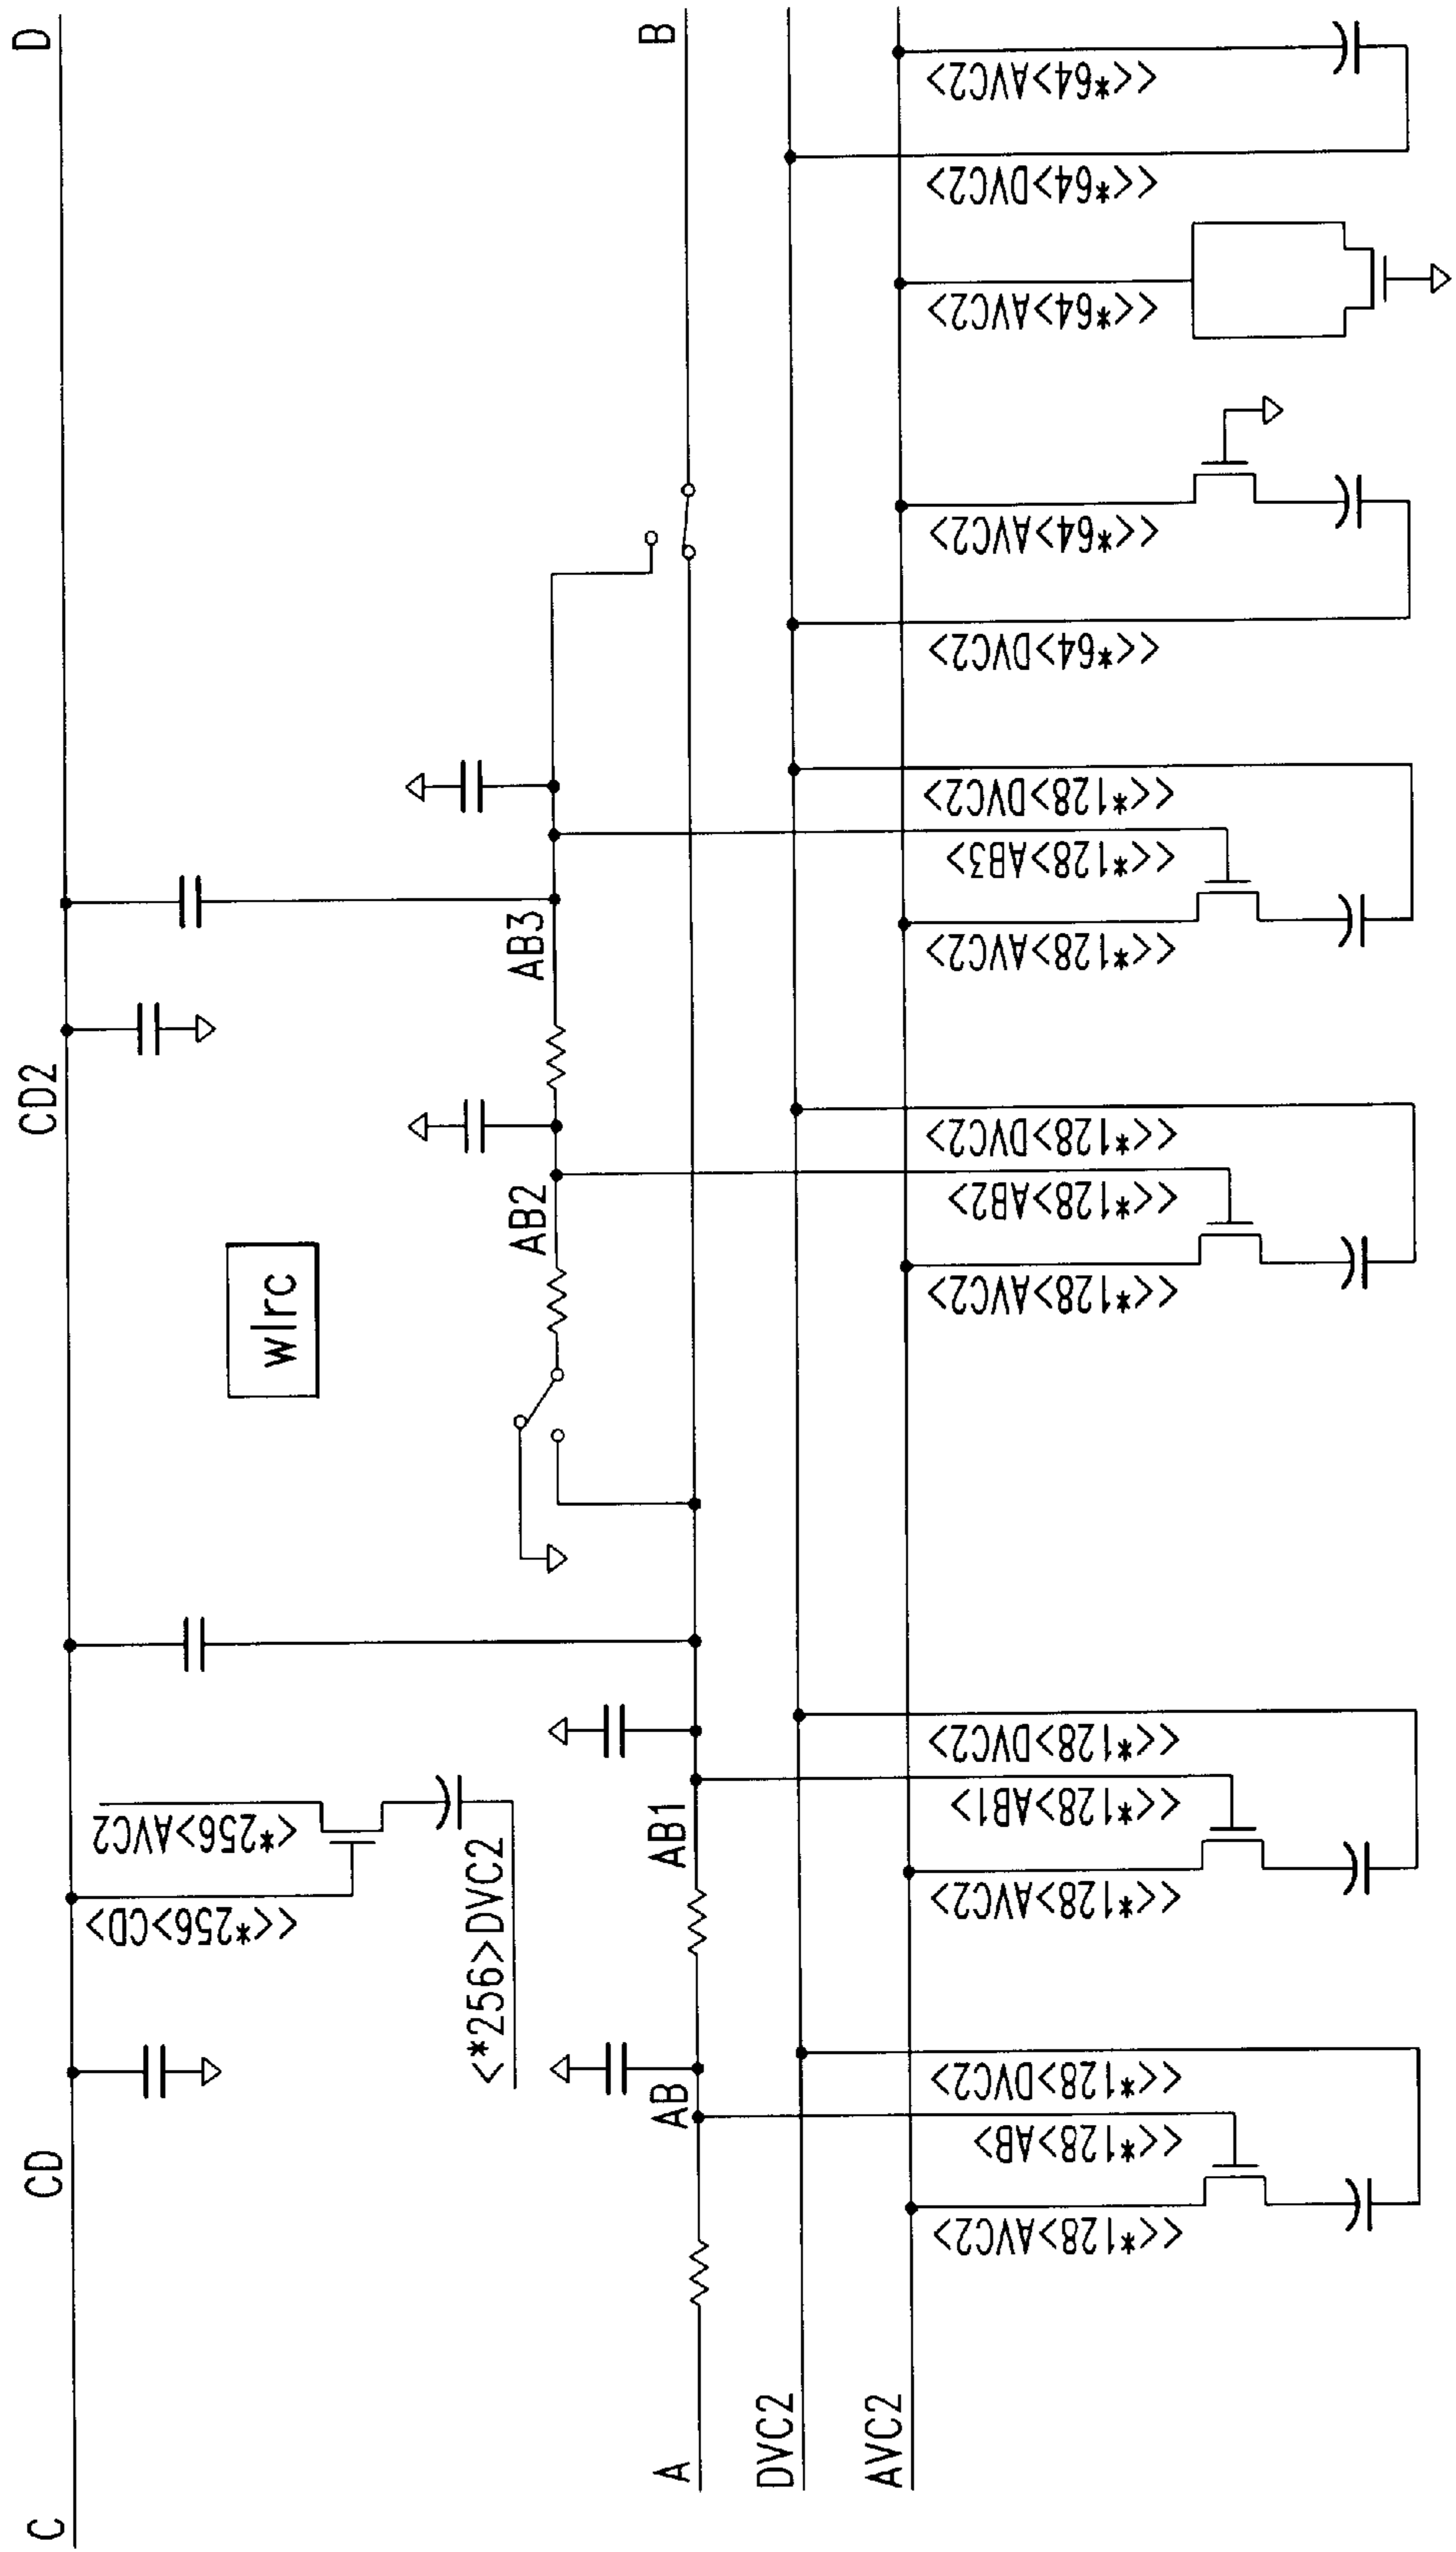 C
CD
CD2
D
<<*256>CD>
<*256>AVC2
<*256>DVC2
wlrc
A
AB
AB1
AB2
AB3
B
DVC2
AVC2
<<*128>AVC2>
<<*128>AB>
<<*128>DVC2>
<<*128>AVC2>
<<*128>AB1>
<<*128>DVC2>
<<*128>AVC2>
<<*128>AB2>
<<*128>DVC2>
<<*128>AVC2>
<<*128>AB3>
<<*128>DVC2>
<<*64>DVC2>
<<*64>AVC2>
<<*64>AVC2>
<<*64>DVC2>
<<*64>AVC2>